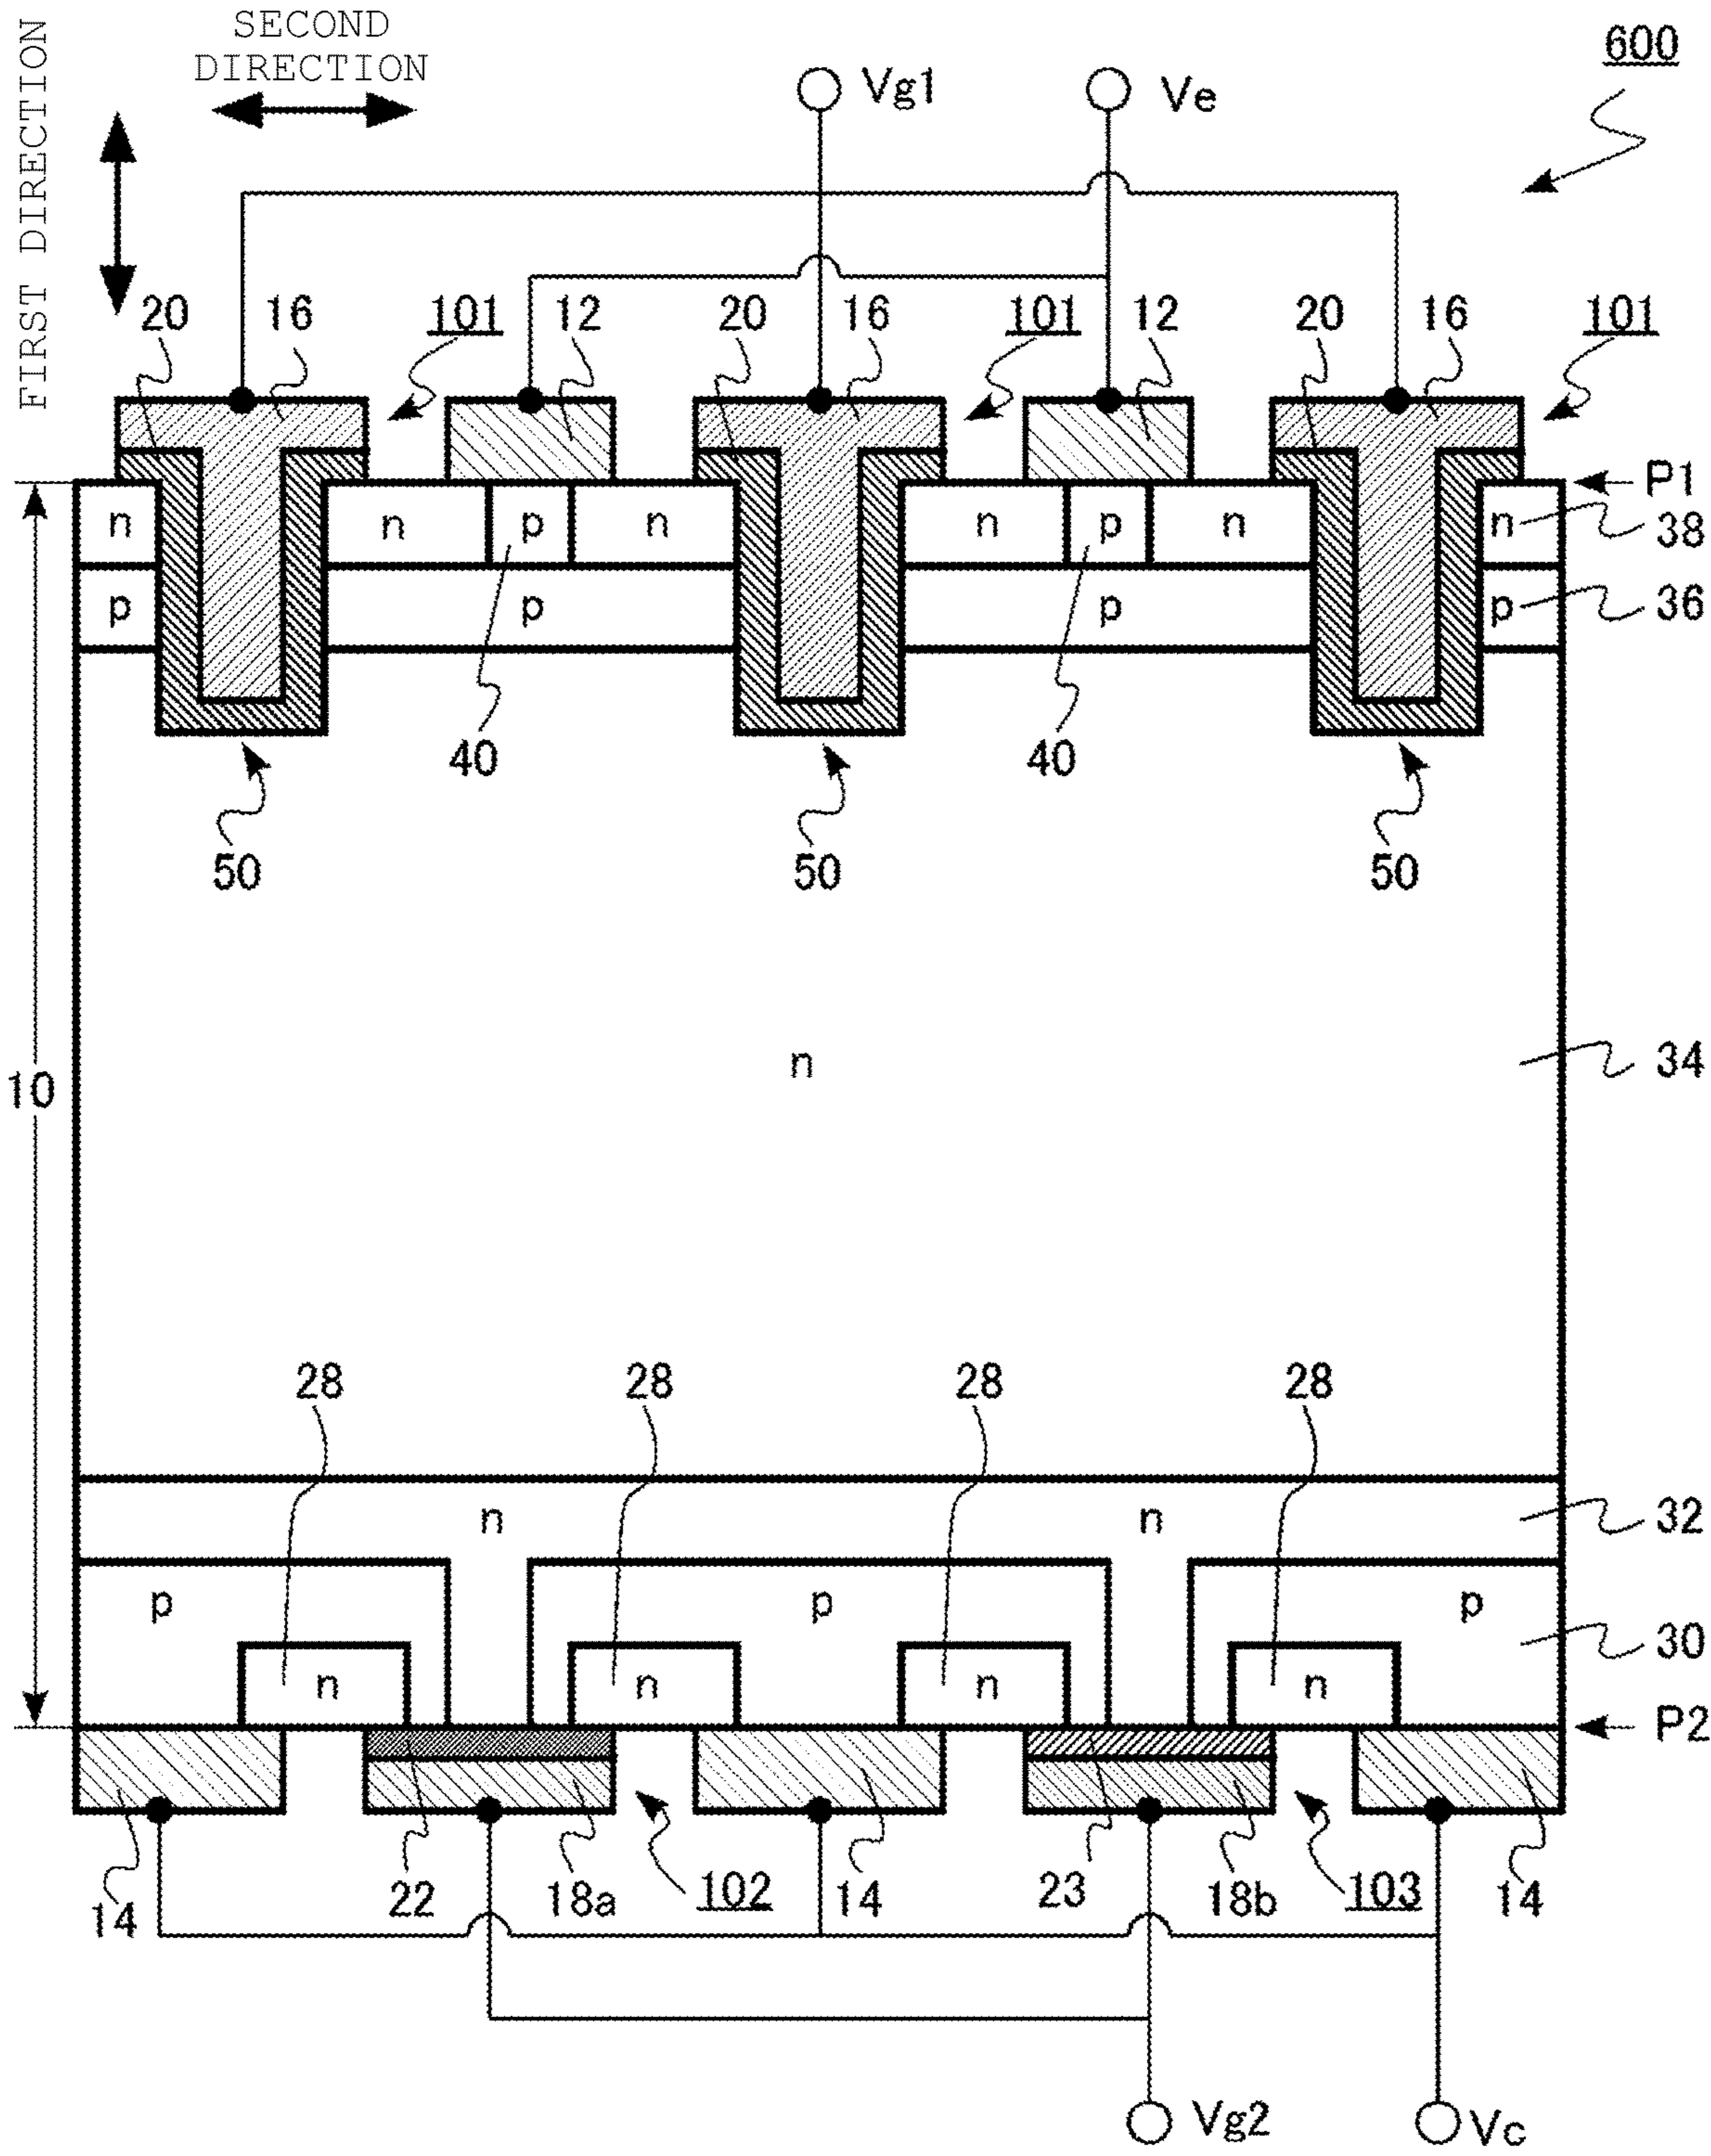 SECOND
DIRECTION
FIRST DIRECTION
600
Vg1
Ve
20
16
101
12
20
16
101
12
20
16
101
P1
n
n
p
n
n
p
n
n
38
p
p
p
p
36
40
40
50
50
50
n
34
10
28
28
28
28
n
n
32
p
p
p
30
n
n
n
n
P2
14
22
18a
102
14
23
18b
103
14
Vg2
Vc